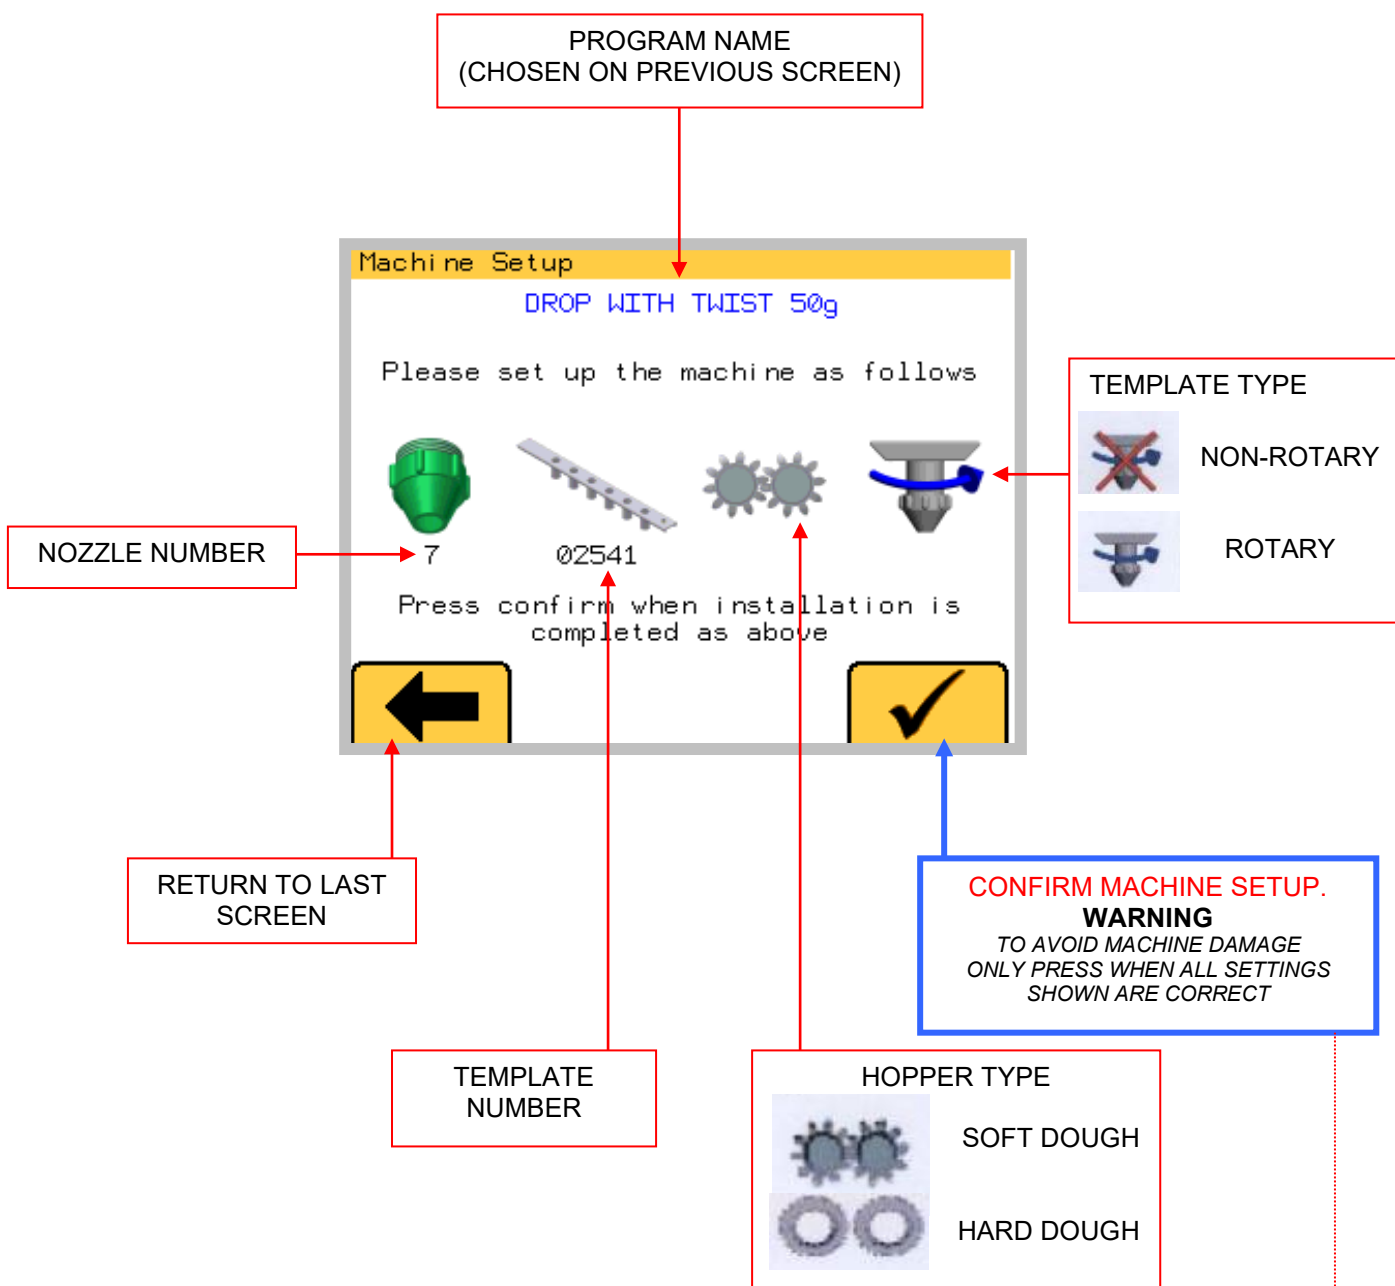 PROGRAM NAME
(CHOSEN ON PREVIOUS SCREEN)
Machine Setup
DROP WITH TWIST 50g
Please set up the machine as follows
TEMPLATE TYPE
NON-ROTARY
ROTARY
NOZZLE NUMBER
7
02541
Press confirm when installation is
completed as above
RETURN TO LAST
SCREEN
CONFIRM MACHINE SETUP.
WARNING
TO AVOID MACHINE DAMAGE
ONLY PRESS WHEN ALL SETTINGS
SHOWN ARE CORRECT
TEMPLATE
NUMBER
HOPPER TYPE
SOFT DOUGH
HARD DOUGH